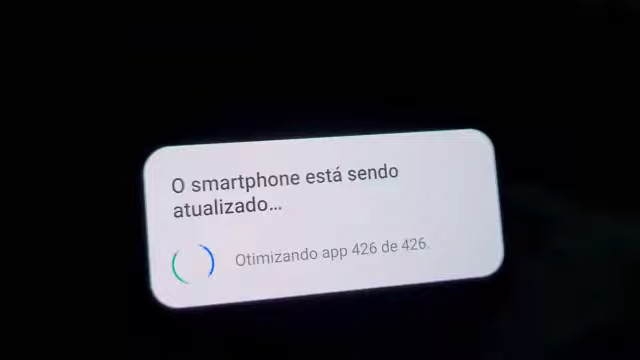 O smartphone está sendo
atualizado...
Otimizando app 426 de 426.